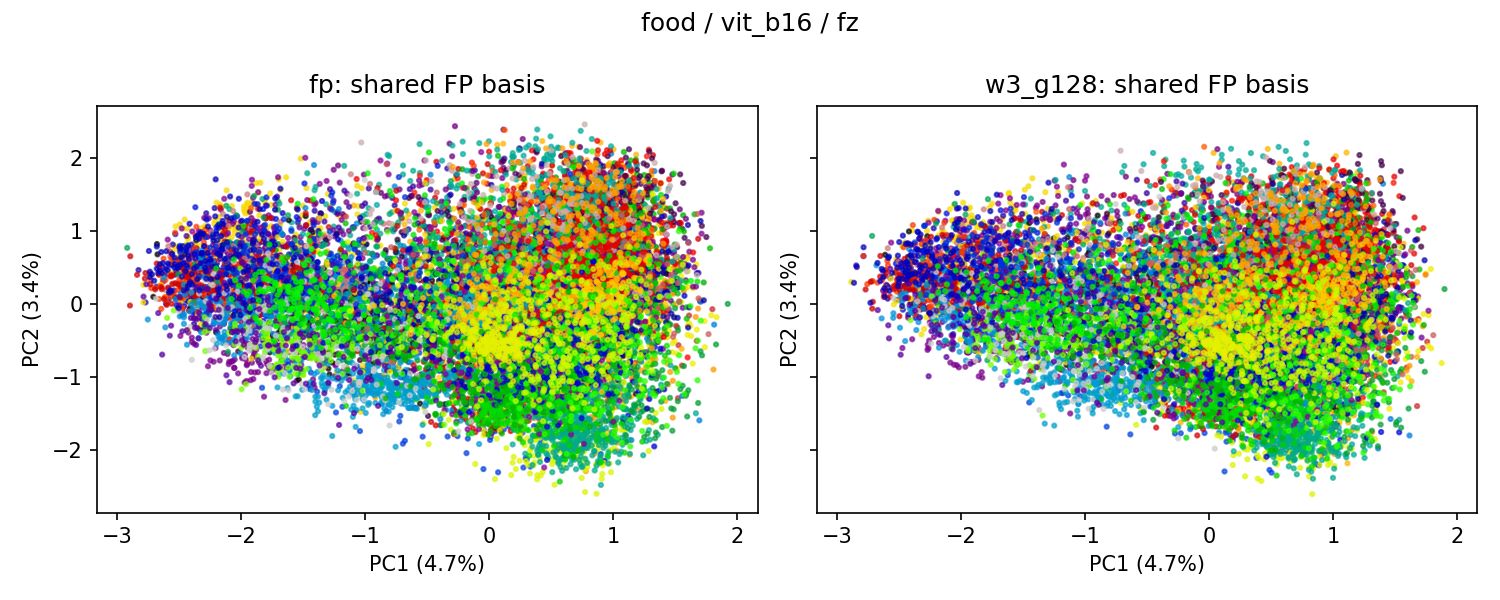 food / vit_b16 / fz
fp: shared FP basis
w3_g128: shared FP basis
2
1
0
−1
−2
PC2 (3.4%)
PC2 (3.4%)
−3
−2
−1
0
1
2
−3
−2
−1
0
1
2
PC1 (4.7%)
PC1 (4.7%)